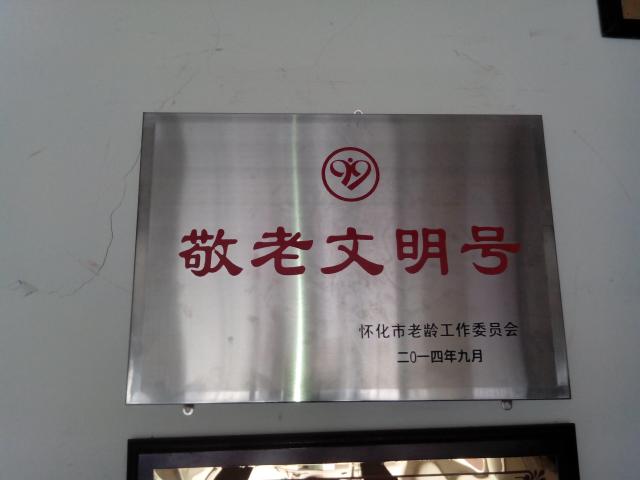 敬老文明号
怀化市老龄工作委员会
二0一四年九月